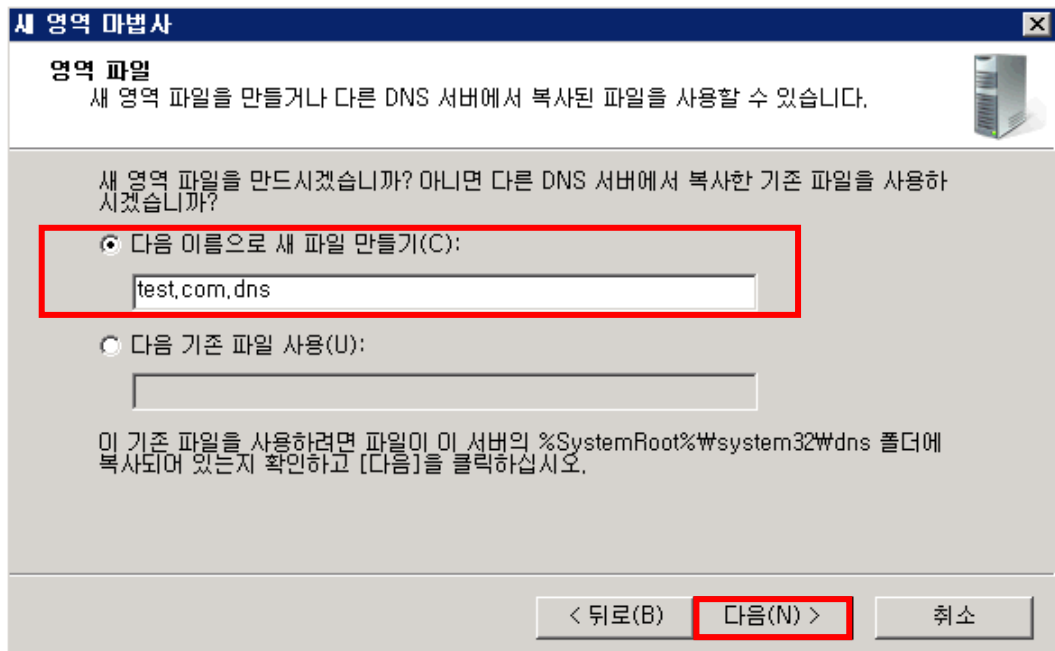 새 영역 마법사
영역 파일
새 영역 파일을 만들거나 다른 DNS 서버에서 복사된 파일을 사용할 수 있습니다.
새 영역 파일을 만드시겠습니까? 아니면 다른 DNS 서버에서 복사한 기존 파일을 사용하
시겠습니까?
다음 이름으로 새 파일 만들기(C):
test.com.dns
다음 기존 파일 사용(U):
이 기존 파일을 사용하려면 파일이 이 서버의 %SystemRoot%₩system32₩dns 폴더에
복사되어 있는지 확인하고 [다음]을 클릭하십시오.
< 뒤로(B) 다음(N) > 취소